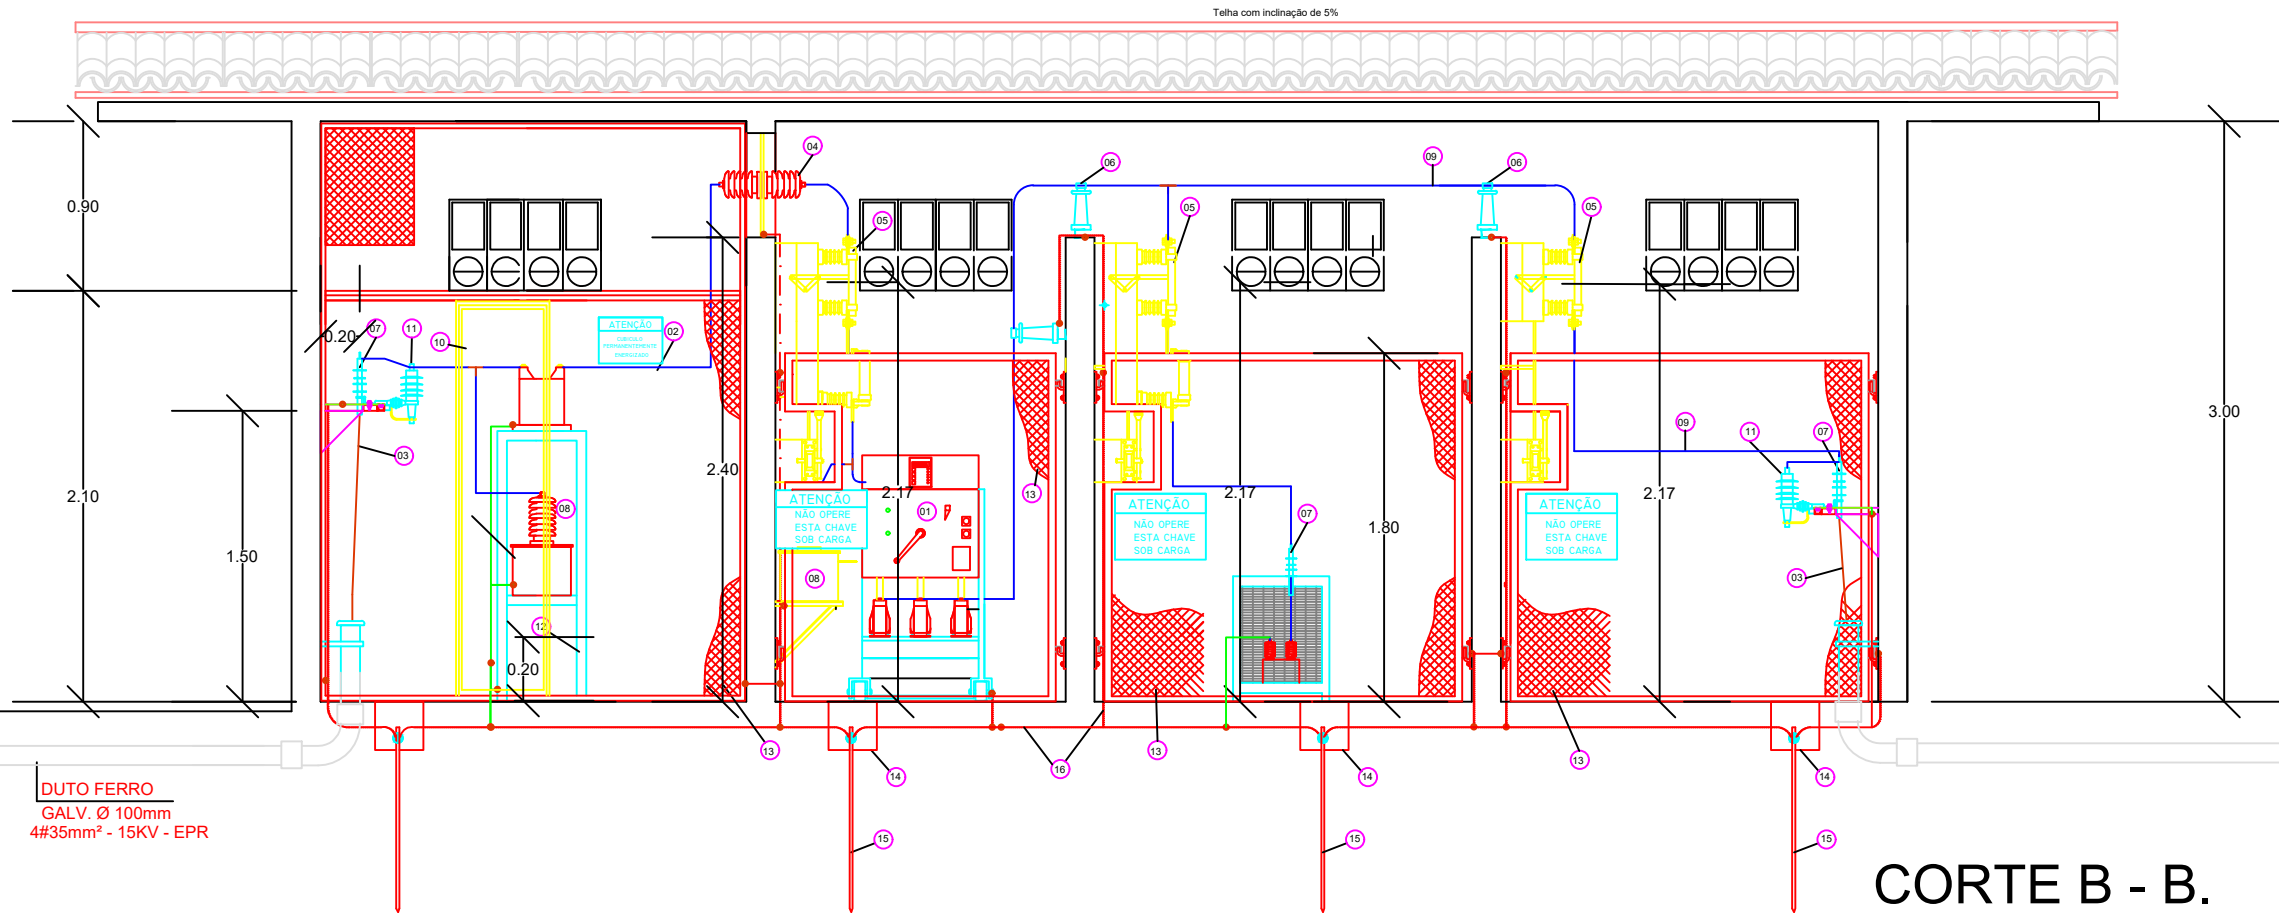 Telha com inclinação de 5%
04
06
09
06
0.90
05
05
05
0.20
07
11
10
ATENÇÃO
CUBÍCULO
PERMANENTEMENTE
ENERGIZADO
02
03
2.10
1.50
08
12
0.20
2.40
ATENÇÃO
NÃO OPERE
ESTA CHAVE
SOB CARGA
08
2.17
01
13
ATENÇÃO
NÃO OPERE
ESTA CHAVE
SOB CARGA
2.17
07
1.80
ATENÇÃO
NÃO OPERE
ESTA CHAVE
SOB CARGA
2.17
09
11
07
03
3.00
13
14
16
13
14
13
14
15
15
15
DUTO FERRO
GALV. Ø 100mm
4#35mm² - 15KV - EPR
CORTE B - B.